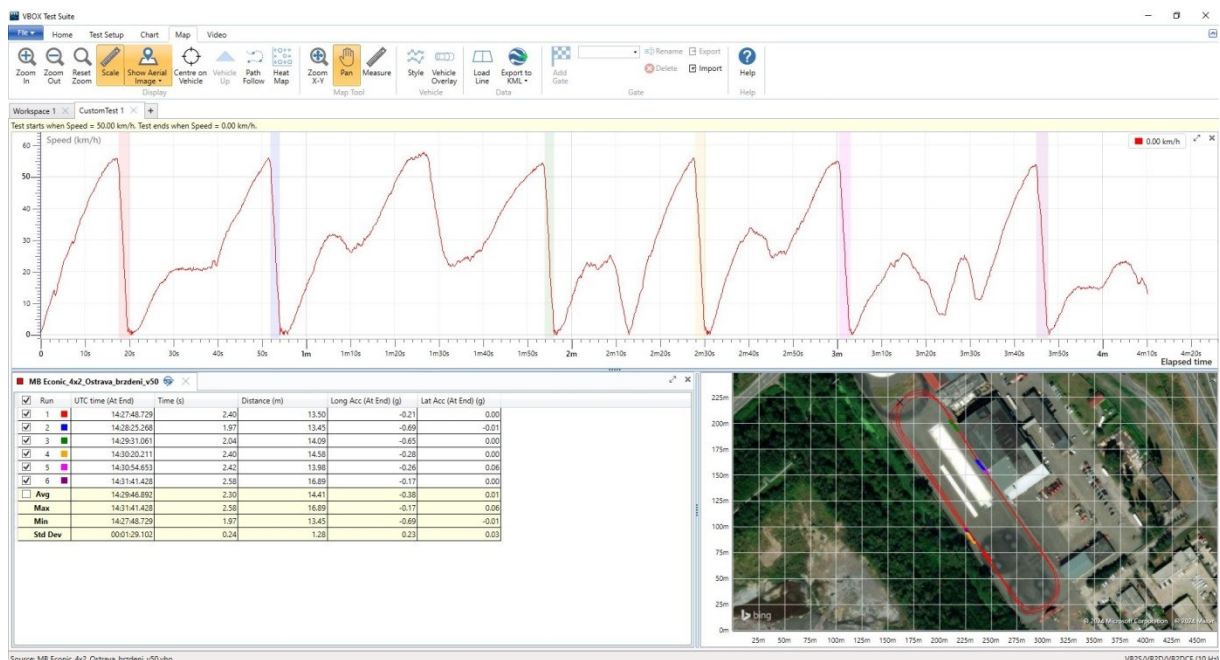 VBOX Test Suite
File Home Test Setup Chart Map Video
Zoom In Zoom Out Reset Zoom Scale Show Aerial Image Centre on Vehicle Vehicle Up Path Follow Heat Map Zoom X-Y Pan Measure Style Vehicle Overlay Load Line Export to KML Add Gate Rename Export Delete Import Help
Display Map Tool Vehicle Data Gate Help
Workspace 1 CustomTest 1 +
Test starts when Speed = 50.00 km/h. Test ends when Speed = 0.00 km/h.
Speed (km/h) 0.00 km/h
60
50
40
30
20
10
0
0 10s 20s 30s 40s 50s 1m 1m10s 1m20s 1m30s 1m40s 1m50s 2m 2m10s 2m20s 2m30s 2m40s 2m50s 3m 3m10s 3m20s 3m30s 3m40s 3m50s 4m 4m10s 4m20s
Elapsed time
MB Econic_4x2_Ostrava_brzdeni_v50
Run UTC time (At End) Time (s) Distance (m) Long Acc (At End) (g) Lat Acc (At End) (g)
1 14:27:48.729 2.40 13.50 -0.21 0.00
2 14:28:25.268 1.97 13.45 -0.69 -0.01
3 14:29:31.061 2.04 14.09 -0.65 0.00
4 14:30:20.211 2.40 14.58 -0.28 0.00
5 14:30:54.653 2.42 13.98 -0.26 0.06
6 14:31:41.428 2.58 16.89 -0.17 0.00
Avg 14:29:46.892 2.30 14.41 -0.38 0.01
Max 14:31:41.428 2.58 16.89 -0.17 0.06
Min 14:27:48.729 1.97 13.45 -0.69 -0.01
Std Dev 00:01:29.102 0.24 1.28 0.23 0.03
225m
200m
175m
150m
125m
100m
75m
50m
25m
0m
bing
© 2024 Microsoft Corporation © 2024 Maxar
25m 50m 75m 100m 125m 150m 175m 200m 225m 250m 275m 300m 325m 350m 375m 400m 425m 450m
Source: MB Econic_4x2_Ostrava_brzdeni_v50.vbo VB2S/VB2D/VB2DCF (10 Hz)